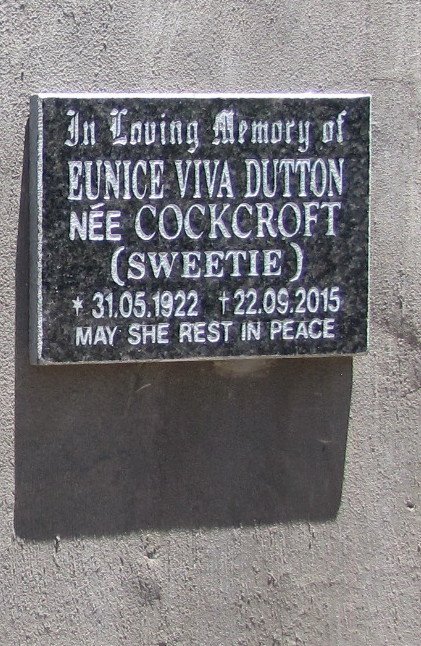 In Loving Memory of
EUNICE VIVA DUTTON
NÉE COCKCROFT
(SWEETIE)
* 31.05.1922 †22.09.2015
MAY SHE REST IN PEACE